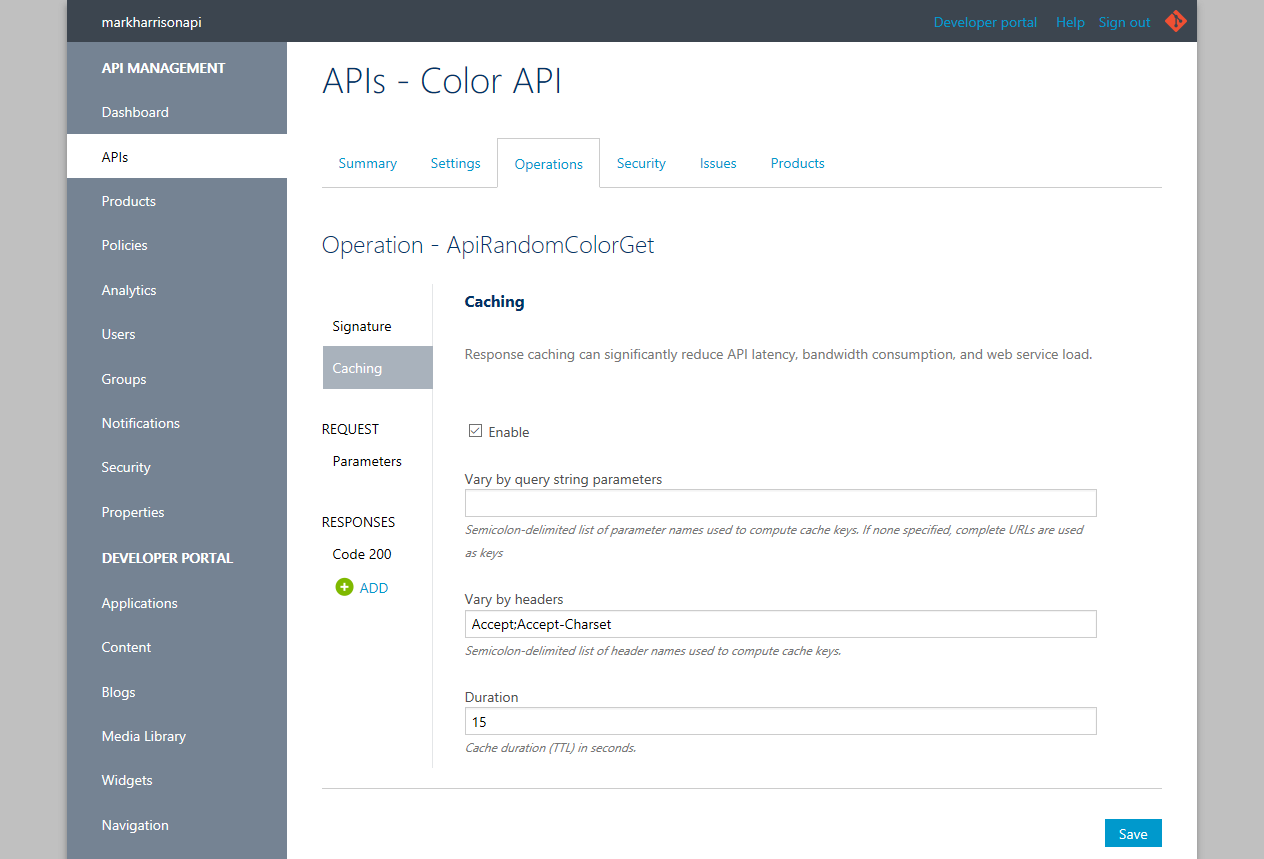 markharrisonapi
Developer portal Help Sign out
API MANAGEMENT
Dashboard
APIs
Products
Policies
Analytics
Users
Groups
Notifications
Security
Properties
DEVELOPER PORTAL
Applications
Content
Blogs
Media Library
Widgets
Navigation
APIs - Color API
Summary Settings Operations Security Issues Products
Operation - ApiRandomColorGet
Signature
Caching
REQUEST
Parameters
RESPONSES
Code 200
ADD
Caching
Response caching can significantly reduce API latency, bandwidth consumption, and web service load.
Enable
Vary by query string parameters
Semicolon-delimited list of parameter names used to compute cache keys. If none specified, complete URLs are used
as keys
Vary by headers
Accept;Accept-Charset
Semicolon-delimited list of header names used to compute cache keys.
Duration
15
Cache duration (TTL) in seconds.
Save